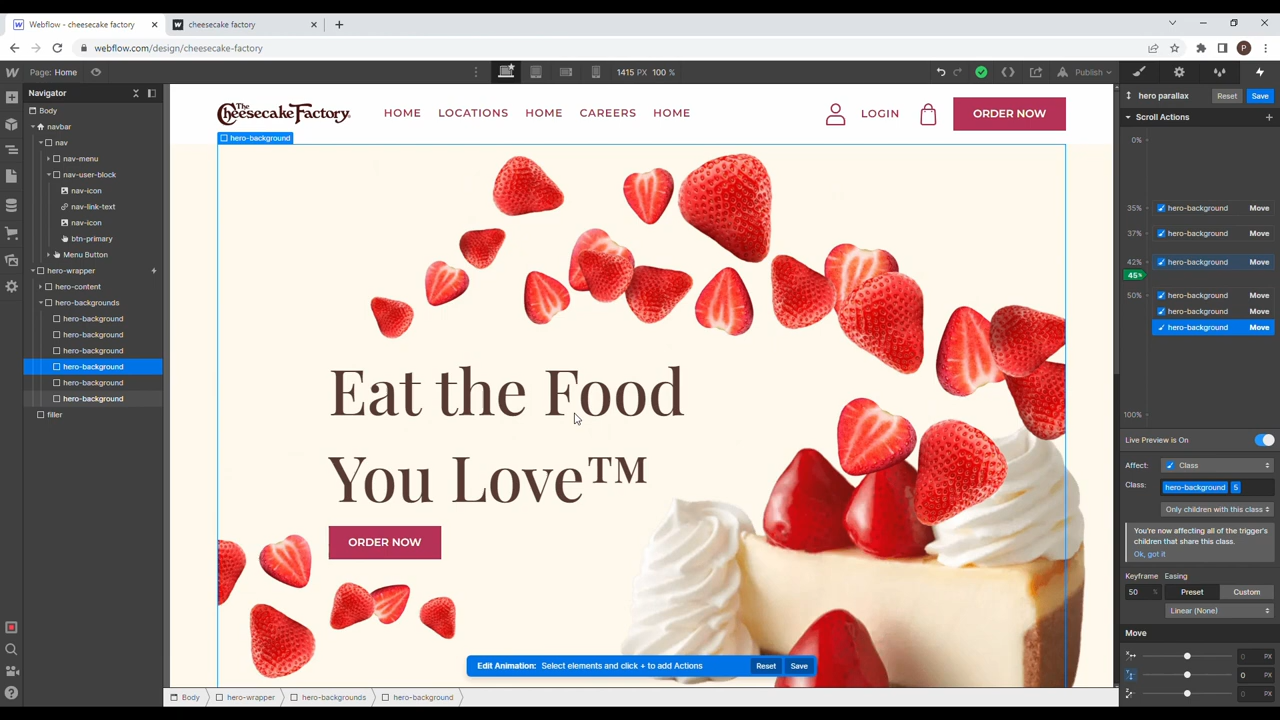 Webflow - cheesecake factory
cheesecake factory
webflow.com/design/cheesecake-factory
P
Page: Home
1415 PX 100 %
Publish
Navigator
Body
navbar
nav
nav-menu
nav-user-block
nav-icon
nav-link-text
nav-icon
btn-primary
Menu Button
hero-wrapper
hero-content
hero-backgrounds
hero-background
hero-background
hero-background
hero-background
hero-background
hero-background
filler
The Cheesecake Factory
HOME LOCATIONS HOME CAREERS HOME
LOGIN
ORDER NOW
hero-background
Eat the Food
You Love™
ORDER NOW
Edit Animation: Select elements and click + to add Actions Reset Save
Body hero-wrapper hero-backgrounds hero-background
hero parallax Reset Save
Scroll Actions
0%
35% hero-background Move
37% hero-background Move
42% hero-background Move
45%
50% hero-background Move
hero-background Move
hero-background Move
100%
Live Preview is On
Affect: Class
Class: hero-background 5
Only children with this class
You're now affecting all of the trigger's
children that share this class.
Ok, got it
Keyframe Easing
50 % Preset Custom
Linear (None)
Move
0 PX
0 PX
0 PX